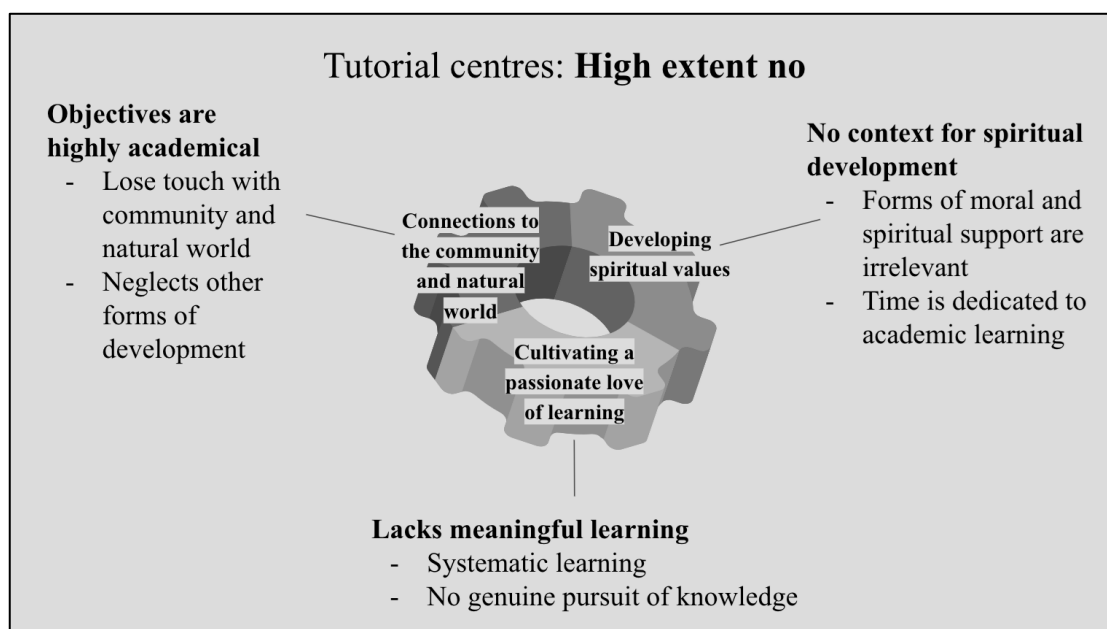 Tutorial centres: High extent no
Objectives are
highly academical
- Lose touch with
community and
natural world
- Neglects other
forms of
development
Connections to
the community
and natural
world
Developing
spiritual values
No context for spiritual
development
- Forms of moral and
spiritual support are
irrelevant
- Time is dedicated to
academic learning
Cultivating a
passionate love
of learning
Lacks meaningful learning
- Systematic learning
- No genuine pursuit of knowledge